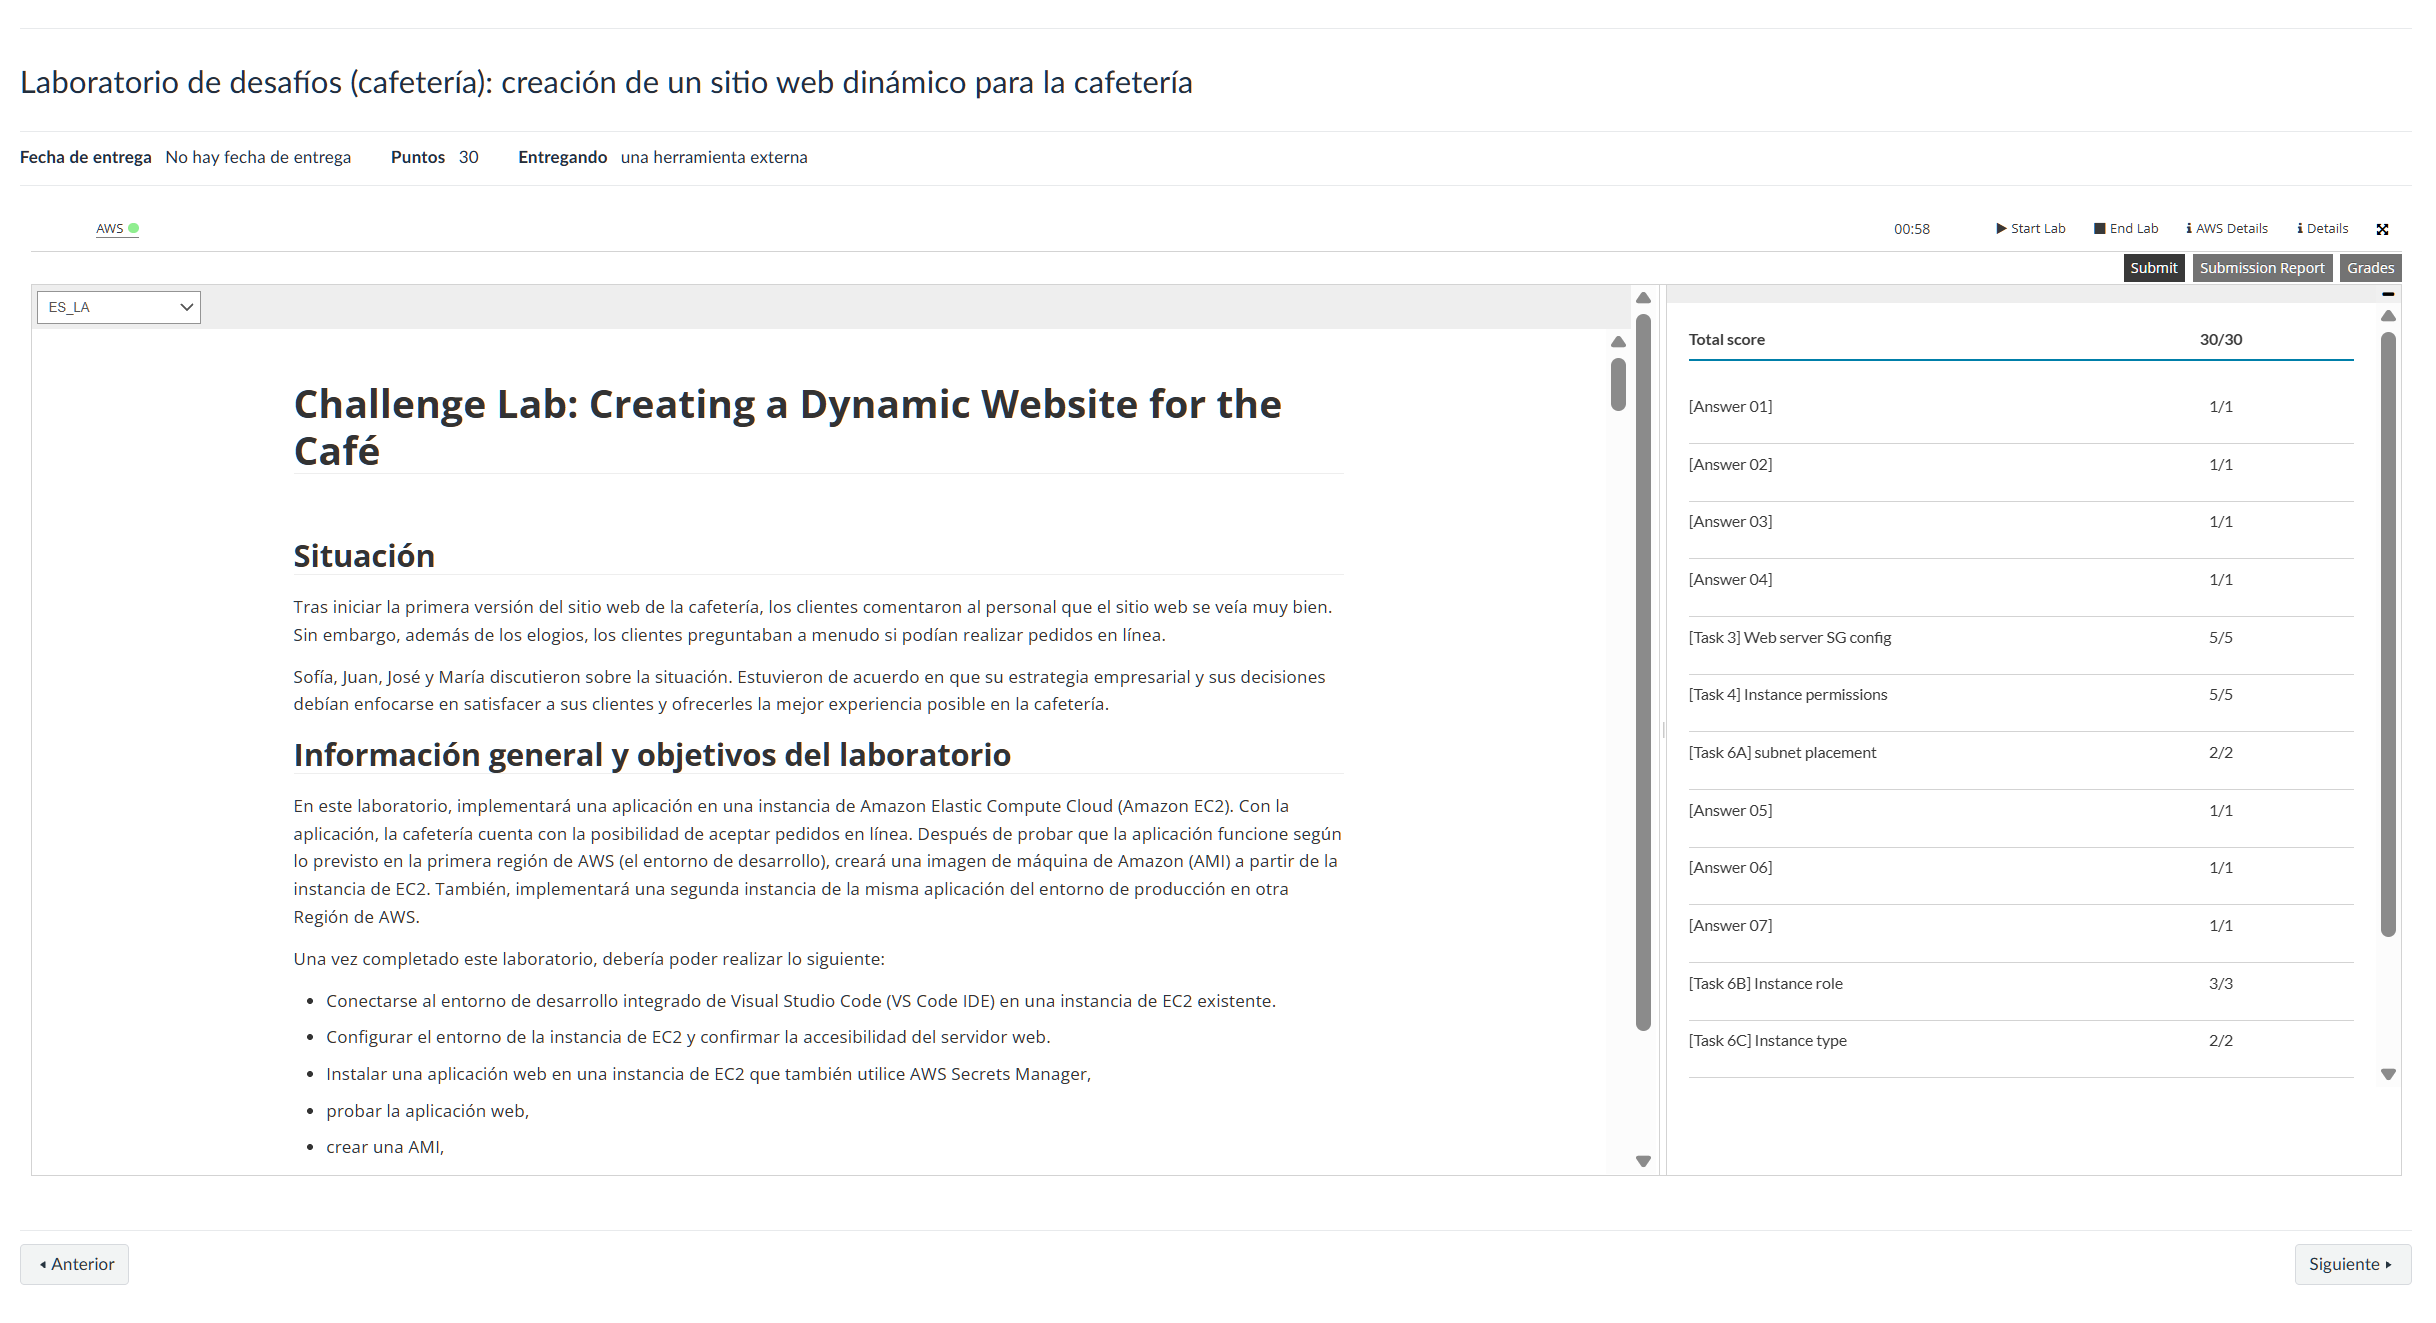 Laboratorio de desafíos (cafetería): creación de un sitio web dinámico para la cafetería
Fecha de entrega No hay fecha de entrega Puntos 30 Entregando una herramienta externa
AWS 00:58 Start Lab End Lab AWS Details Details
Submit Submission Report Grades
ES_LA
Challenge Lab: Creating a Dynamic Website for the
Café
Situación
Tras iniciar la primera versión del sitio web de la cafetería, los clientes comentaron al personal que el sitio web se veía muy bien.
Sin embargo, además de los elogios, los clientes preguntaban a menudo si podían realizar pedidos en línea.
Sofía, Juan, José y María discutieron sobre la situación. Estuvieron de acuerdo en que su estrategia empresarial y sus decisiones
debían enfocarse en satisfacer a sus clientes y ofrecerles la mejor experiencia posible en la cafetería.
Información general y objetivos del laboratorio
En este laboratorio, implementará una aplicación en una instancia de Amazon Elastic Compute Cloud (Amazon EC2). Con la
aplicación, la cafetería cuenta con la posibilidad de aceptar pedidos en línea. Después de probar que la aplicación funcione según
lo previsto en la primera región de AWS (el entorno de desarrollo), creará una imagen de máquina de Amazon (AMI) a partir de la
instancia de EC2. También, implementará una segunda instancia de la misma aplicación del entorno de producción en otra
Región de AWS.
Una vez completado este laboratorio, debería poder realizar lo siguiente:
• Conectarse al entorno de desarrollo integrado de Visual Studio Code (VS Code IDE) en una instancia de EC2 existente.
• Configurar el entorno de la instancia de EC2 y confirmar la accesibilidad del servidor web.
• Instalar una aplicación web en una instancia de EC2 que también utilice AWS Secrets Manager,
• probar la aplicación web,
• crear una AMI,
Total score 30/30
[Answer 01] 1/1
[Answer 02] 1/1
[Answer 03] 1/1
[Answer 04] 1/1
[Task 3] Web server SG config 5/5
[Task 4] Instance permissions 5/5
[Task 6A] subnet placement 2/2
[Answer 05] 1/1
[Answer 06] 1/1
[Answer 07] 1/1
[Task 6B] Instance role 3/3
[Task 6C] Instance type 2/2
Anterior
Siguiente